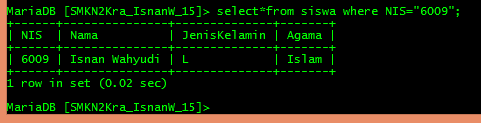 MariaDB [SMKN2Kra_IsnanW_15]> select*from siswa where NIS="6009";
+------+---------------+--------------+-------+
| NIS  | Nama          | JenisKelamin | Agama |
+------+---------------+--------------+-------+
| 6009 | Isnan Wahyudi | L            | Islam |
+------+---------------+--------------+-------+
1 row in set (0.02 sec)
MariaDB [SMKN2Kra_IsnanW_15]>